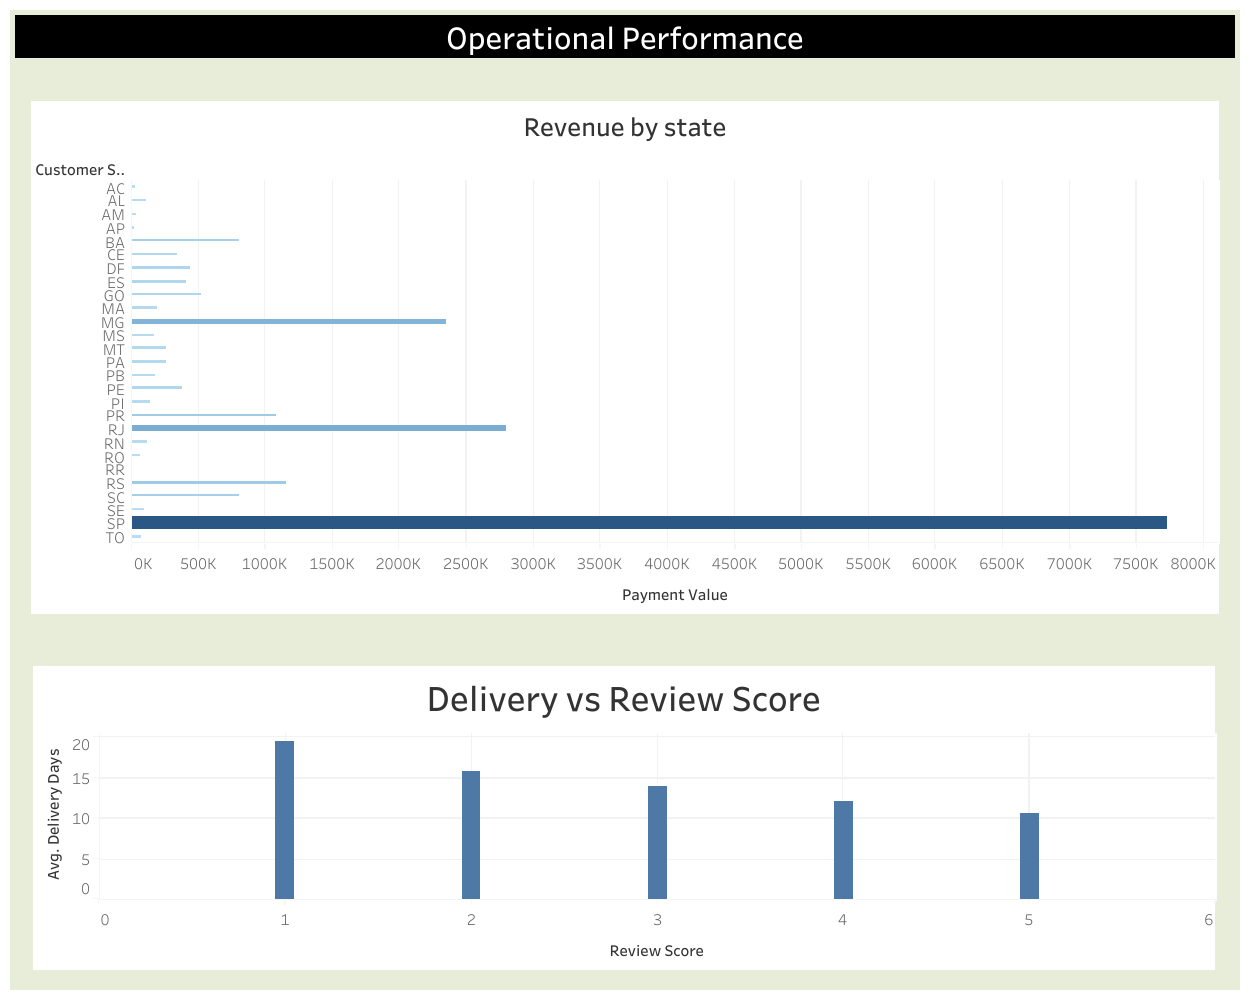 Operational Performance
Revenue by state
Customer S..
AC
AL
AM
AP
BA
CE
DF
ES
GO
MA
MG
MS
MT
PA
PB
PE
PI
PR
RJ
RN
RO
RR
RS
SC
SE
SP
TO
0K 500K 1000K 1500K 2000K 2500K 3000K 3500K 4000K 4500K 5000K 5500K 6000K 6500K 7000K 7500K 8000K
Payment Value
Delivery vs Review Score
Avg. Delivery Days
20
15
10
5
0
0 1 2 3 4 5 6
Review Score